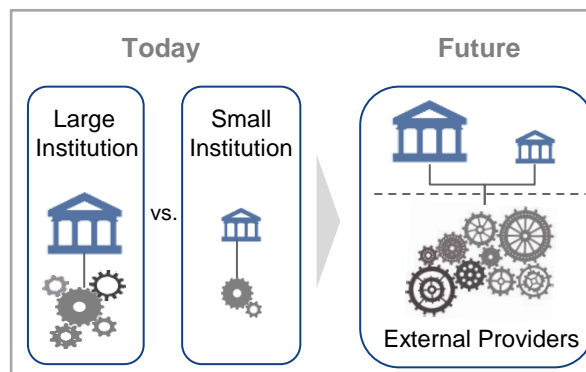 Today
Future
Large
Institution
vs.
Small
Institution
External Providers